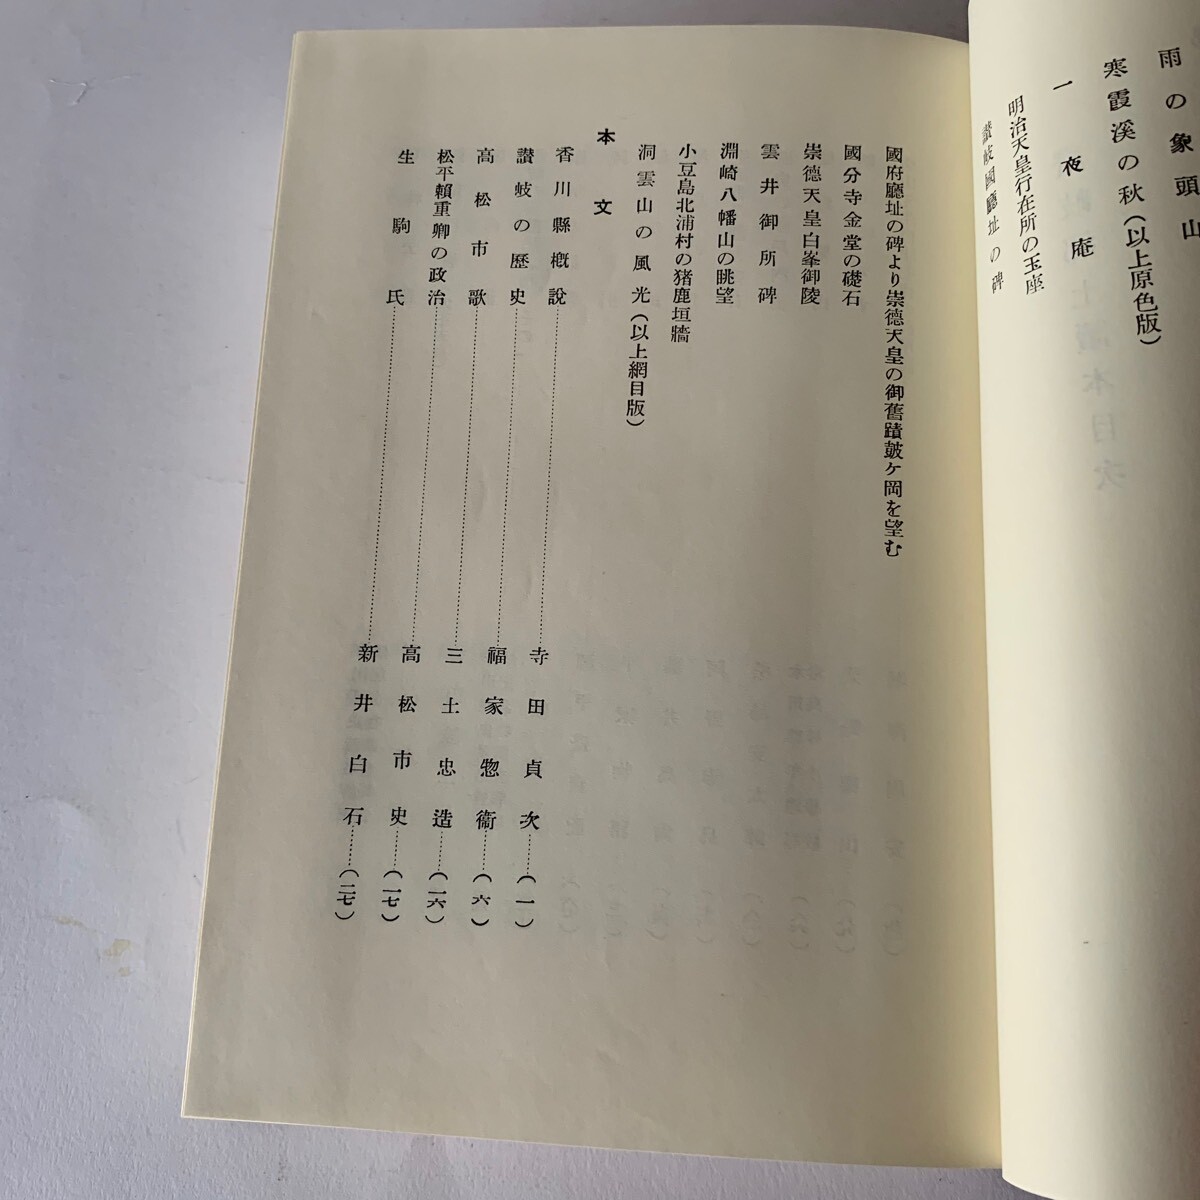 雨の象頭山
寒霞溪の秋(以上原色版)
一夜庵
明治天皇行在所の玉座
讃岐國廳址の碑
國府廳址の碑より崇德天皇の御舊蹟皷ケ岡を望む
國分寺金堂の礎石
崇德天皇白峯御陵
雲井御所碑
淵崎八幡山の眺望
小豆島北浦村の猪鹿垣牆
洞雲山の風光(以上網目版)
本文
香川縣槪說………寺田貞次……(一)
讃岐の歷史………福家惣衞……(六)
高松市歌………三土忠造……(一六)
松平賴重卿の政治………高松市史……(一七)
生駒氏………新井白石……(二七)